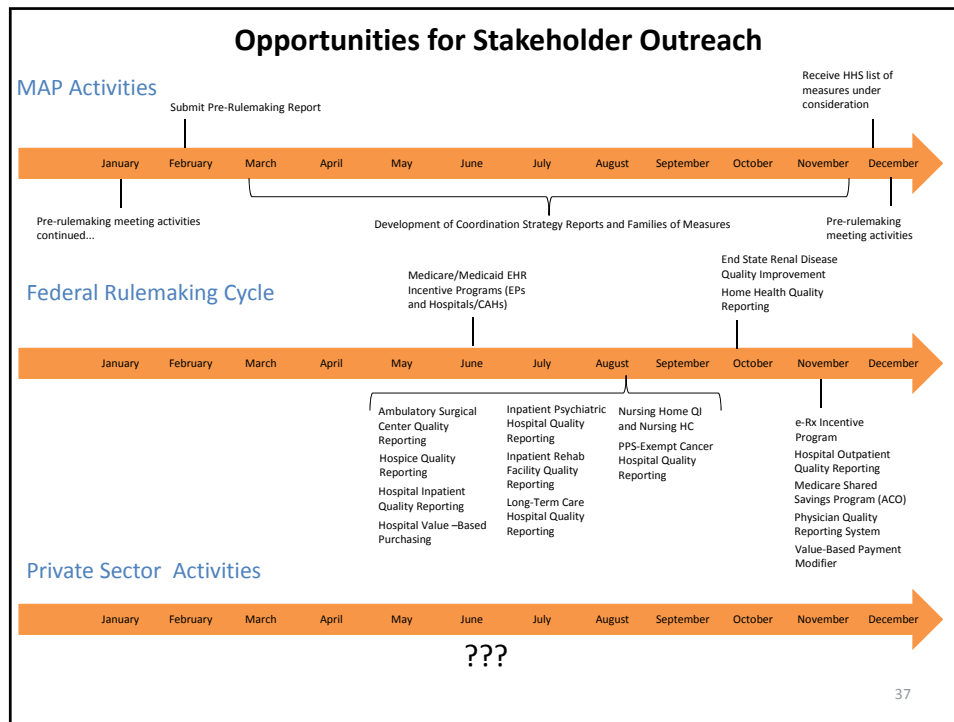 Opportunities for Stakeholder Outreach
MAP Activities
Submit Pre-Rulemaking Report
Receive HHS list of
measures under
consideration
January February March April May June July August September October November December
Pre-rulemaking meeting activities
continued...
Development of Coordination Strategy Reports and Families of Measures
Pre-rulemaking
meeting activities
Federal Rulemaking Cycle
Medicare/Medicaid EHR
Incentive Programs (EPs
and Hospitals/CAHs)
End State Renal Disease
Quality Improvement
Home Health Quality
Reporting
January February March April May June July August September October November December
Ambulatory Surgical
Center Quality
Reporting
Hospice Quality
Reporting
Hospital Inpatient
Quality Reporting
Hospital Value –Based
Purchasing
Inpatient Psychiatric
Hospital Quality
Reporting
Inpatient Rehab
Facility Quality
Reporting
Long-Term Care
Hospital Quality
Reporting
Nursing Home QI
and Nursing HC
PPS-Exempt Cancer
Hospital Quality
Reporting
e-Rx Incentive
Program
Hospital Outpatient
Quality Reporting
Medicare Shared
Savings Program (ACO)
Physician Quality
Reporting System
Value-Based Payment
Modifier
Private Sector Activities
January February March April May June July August September October November December
???
37